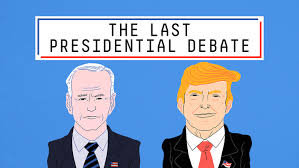 THE LAST
PRESIDENTIAL DEBATE